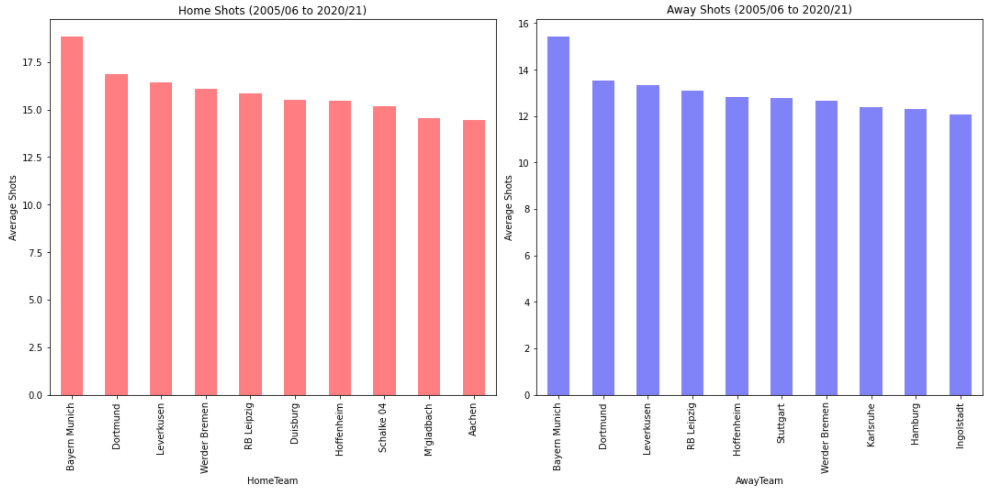 Home Shots (2005/06 to 2020/21)
Average Shots
17.5
15.0
12.5
10.0
7.5
5.0
2.5
0.0
Bayern Munich
Dortmund
Leverkusen
Werder Bremen
RB Leipzig
Duisburg
Hoffenheim
Schalke 04
M'gladbach
Aachen
HomeTeam
Away Shots (2005/06 to 2020/21)
Average Shots
16
14
12
10
8
6
4
2
0
Bayern Munich
Dortmund
Leverkusen
RB Leipzig
Hoffenheim
Stuttgart
Werder Bremen
Karlsruhe
Hamburg
Ingolstadt
AwayTeam